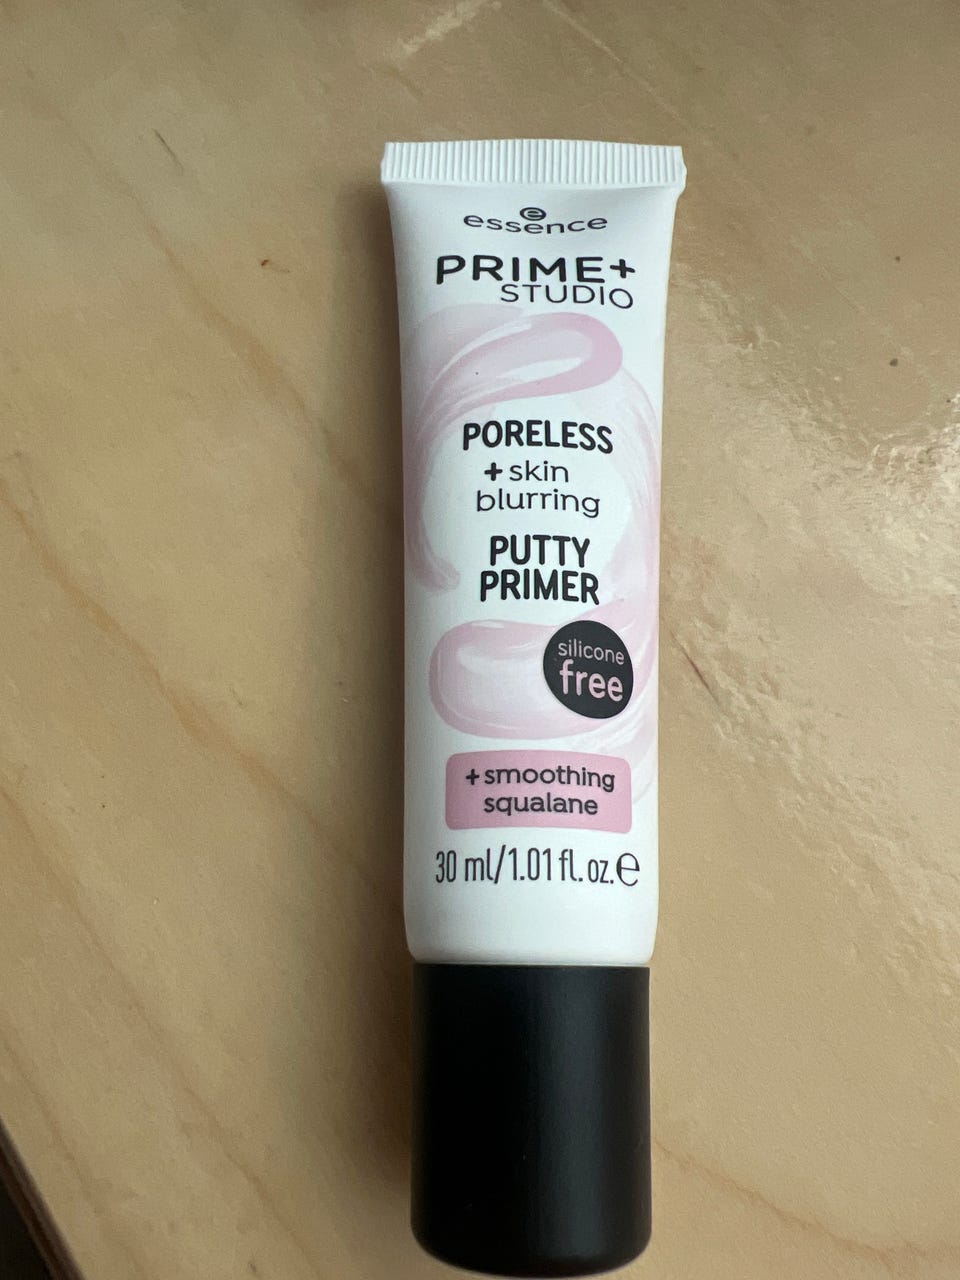 essence
PRIME+
STUDIO
PORELESS
+ skin
blurring
PUTTY
PRIMER
silicone
free
+ smoothing
squalane
30 ml/1.01 fl. oz. ℮